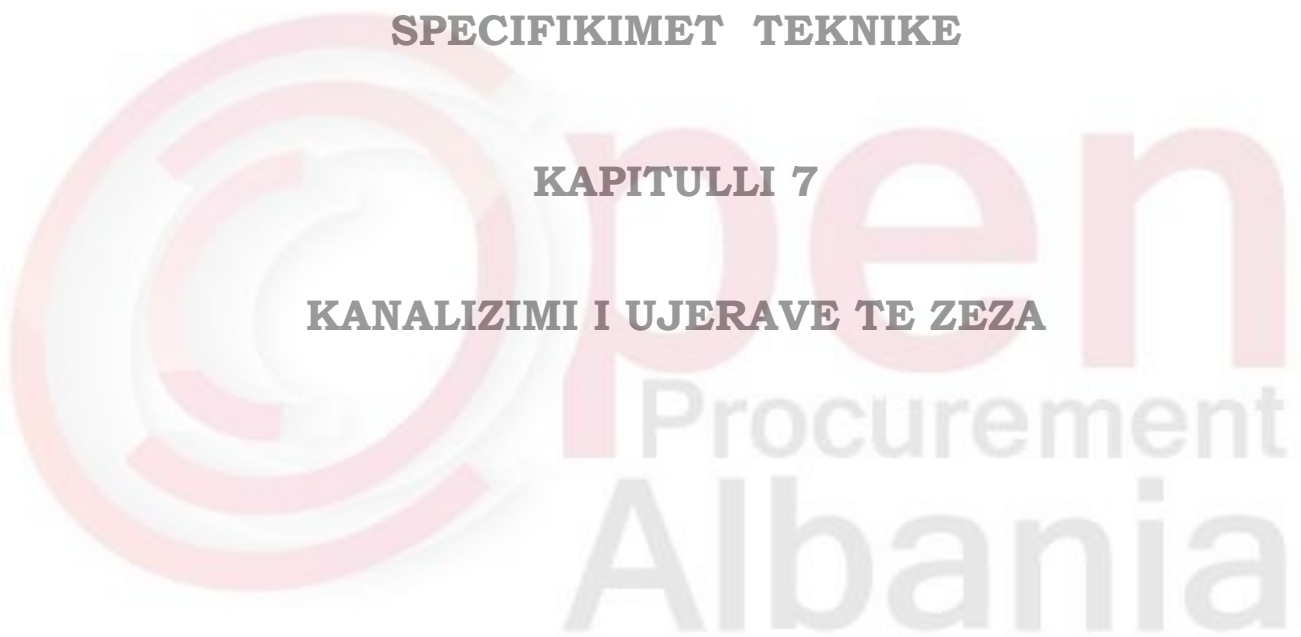 SPECIFIKIMET TEKNIKE
KAPITULLI 7
KANALIZIMI I UJERAVE TE ZEZA
Open
Procurement
Albania